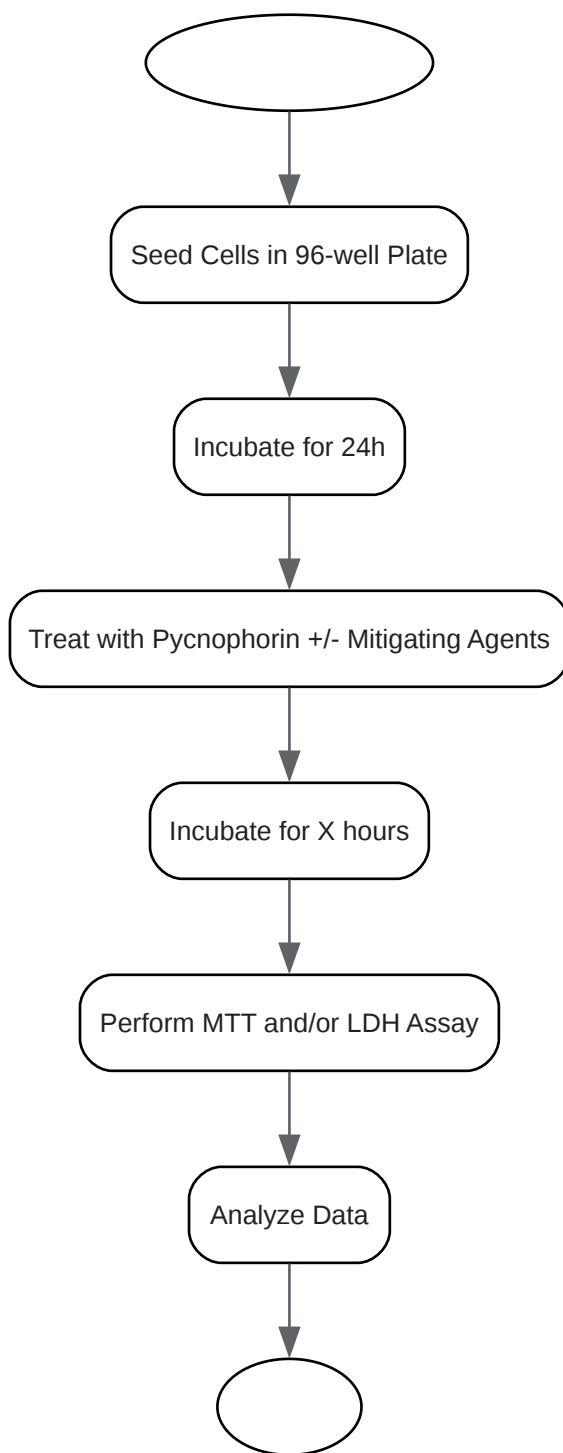 Seed Cells in 96-well Plate
Incubate for 24h
Treat with Pycnophorin +/- Mitigating Agents
Incubate for X hours
Perform MTT and/or LDH Assay
Analyze Data